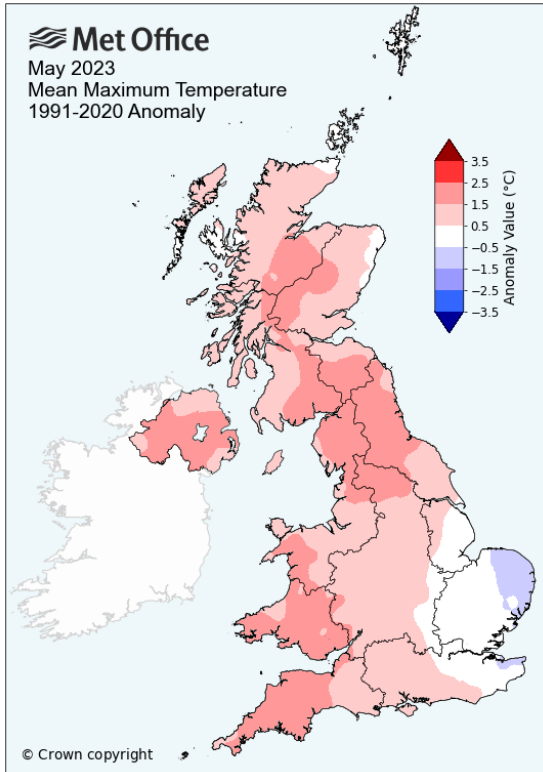 Met Office
May 2023
Mean Maximum Temperature
1991-2020 Anomaly
3.5
2.5
1.5
0.5
−0.5
−1.5
−2.5
−3.5
Anomaly Value (°C)
© Crown copyright